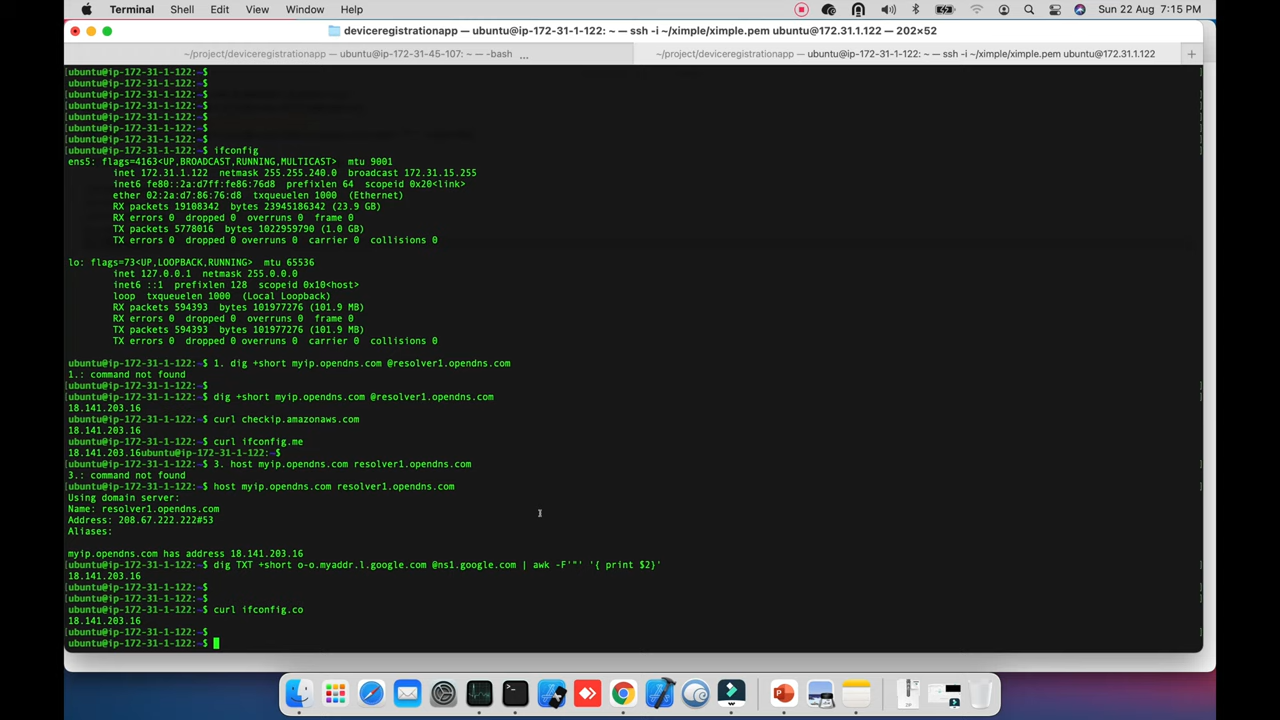 Terminal Shell Edit View Window Help Sun 22 Aug 7:15 PM
deviceregistrationapp — ubuntu@ip-172-31-1-122: ~ — ssh -i ~/ximple/ximple.pem ubuntu@172.31.1.122 — 202×52
~/project/deviceregistrationapp — ubuntu@ip-172-31-45-107: ~ — -bash ... ~/project/deviceregistrationapp — ubuntu@ip-172-31-1-122: ~ — ssh -i ~/ximple/ximple.pem ubuntu@172.31.1.122 +
[ubuntu@ip-172-31-1-122:~$ ]
[ubuntu@ip-172-31-1-122:~$ ]
[ubuntu@ip-172-31-1-122:~$ ]
[ubuntu@ip-172-31-1-122:~$ ]
[ubuntu@ip-172-31-1-122:~$ ]
[ubuntu@ip-172-31-1-122:~$ ]
[ubuntu@ip-172-31-1-122:~$ ]
[ubuntu@ip-172-31-1-122:~$ ifconfig ]
ens5: flags=4163<UP,BROADCAST,RUNNING,MULTICAST> mtu 9001
inet 172.31.1.122 netmask 255.255.240.0 broadcast 172.31.15.255
inet6 fe80::2a:d7ff:fe86:76d8 prefixlen 64 scopeid 0x20<link>
ether 02:2a:d7:86:76:d8 txqueuelen 1000 (Ethernet)
RX packets 19108342 bytes 23945186342 (23.9 GB)
RX errors 0 dropped 0 overruns 0 frame 0
TX packets 5778016 bytes 1022959790 (1.0 GB)
TX errors 0 dropped 0 overruns 0 carrier 0 collisions 0
lo: flags=73<UP,LOOPBACK,RUNNING> mtu 65536
inet 127.0.0.1 netmask 255.0.0.0
inet6 ::1 prefixlen 128 scopeid 0x10<host>
loop txqueuelen 1000 (Local Loopback)
RX packets 594393 bytes 101977276 (101.9 MB)
RX errors 0 dropped 0 overruns 0 frame 0
TX packets 594393 bytes 101977276 (101.9 MB)
TX errors 0 dropped 0 overruns 0 carrier 0 collisions 0
[ubuntu@ip-172-31-1-122:~$ 1. dig +short myip.opendns.com @resolver1.opendns.com ]
1.: command not found
[ubuntu@ip-172-31-1-122:~$ ]
[ubuntu@ip-172-31-1-122:~$ dig +short myip.opendns.com @resolver1.opendns.com ]
18.141.203.16
[ubuntu@ip-172-31-1-122:~$ curl checkip.amazonaws.com ]
18.141.203.16
[ubuntu@ip-172-31-1-122:~$ curl ifconfig.me ]
18.141.203.16ubuntu@ip-172-31-1-122:~$
[ubuntu@ip-172-31-1-122:~$ 3. host myip.opendns.com resolver1.opendns.com ]
3.: command not found
[ubuntu@ip-172-31-1-122:~$ host myip.opendns.com resolver1.opendns.com ]
Using domain server:
Name: resolver1.opendns.com
Address: 208.67.222.222#53
Aliases:
myip.opendns.com has address 18.141.203.16
[ubuntu@ip-172-31-1-122:~$ dig TXT +short o-o.myaddr.l.google.com @ns1.google.com | awk -F'"' '{ print $2}' ]
18.141.203.16
[ubuntu@ip-172-31-1-122:~$ ]
[ubuntu@ip-172-31-1-122:~$ ]
[ubuntu@ip-172-31-1-122:~$ curl ifconfig.co ]
18.141.203.16
[ubuntu@ip-172-31-1-122:~$ ]
[ubuntu@ip-172-31-1-122:~$ ]